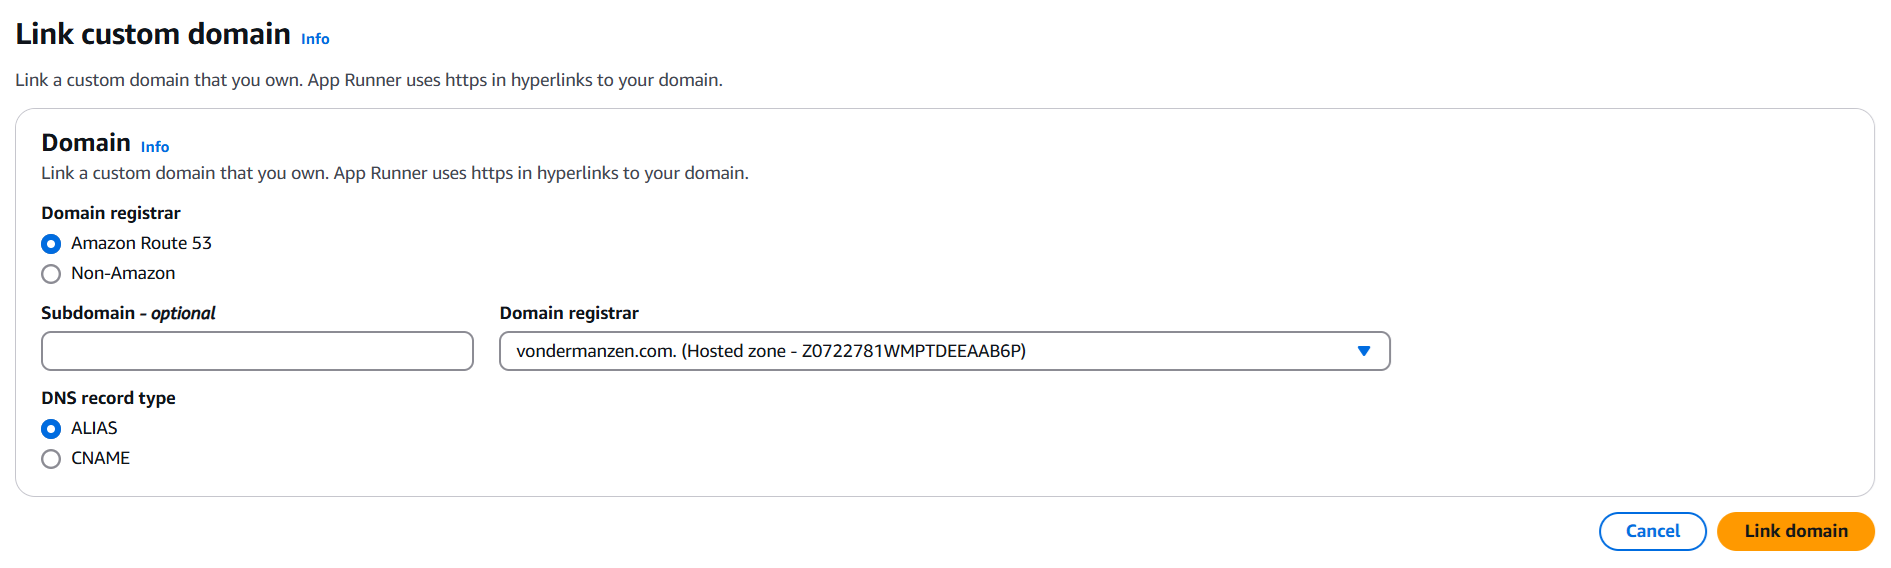 Link custom domain Info
Link a custom domain that you own. App Runner uses https in hyperlinks to your domain.
Domain Info
Link a custom domain that you own. App Runner uses https in hyperlinks to your domain.
Domain registrar
Amazon Route 53
Non-Amazon
Subdomain - optional
Domain registrar
vondermanzen.com. (Hosted zone - Z0722781WMPTDEEAAB6P)
DNS record type
ALIAS
CNAME
Cancel
Link domain